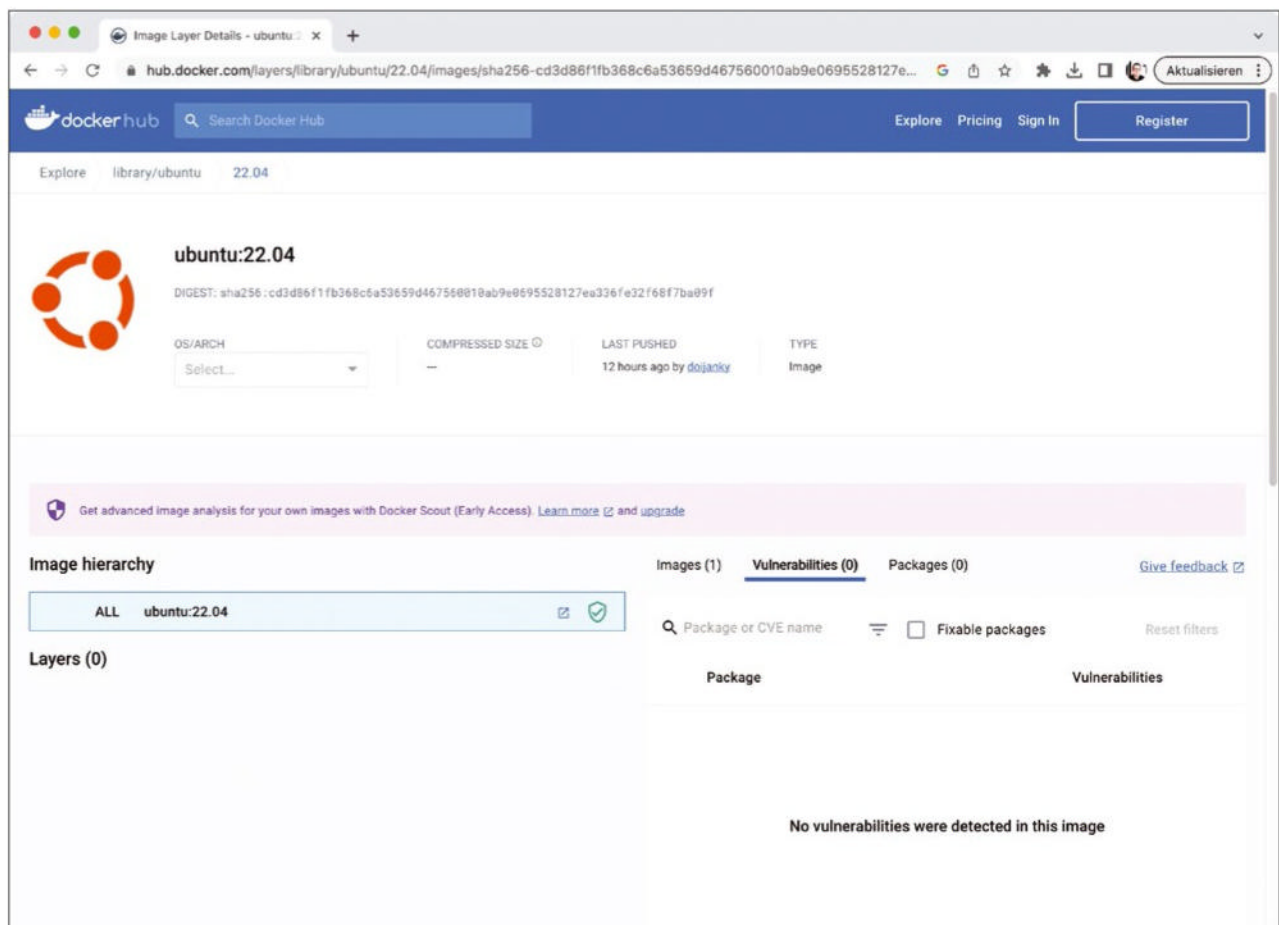 Image Layer Details - ubuntu:2
hub.docker.com/layers/library/ubuntu/22.04/images/sha256-cd3d86f1fb368c6a53659d467560010ab9e0695528127e... Aktualisieren
dockerhub Search Docker Hub Explore Pricing Sign In Register
Explore library/ubuntu 22.04
ubuntu:22.04
DIGEST: sha256:cd3d86f1fb368c6a53659d467560010ab9e0695528127ea336fe32f68f7ba09f
OS/ARCH COMPRESSED SIZE LAST PUSHED TYPE
Select... — 12 hours ago by doijanky Image
Get advanced image analysis for your own images with Docker Scout (Early Access). Learn more and upgrade
Image hierarchy Images (1) Vulnerabilities (0) Packages (0) Give feedback
ALL ubuntu:22.04
Package or CVE name Fixable packages Reset filters
Layers (0)
Package Vulnerabilities
No vulnerabilities were detected in this image